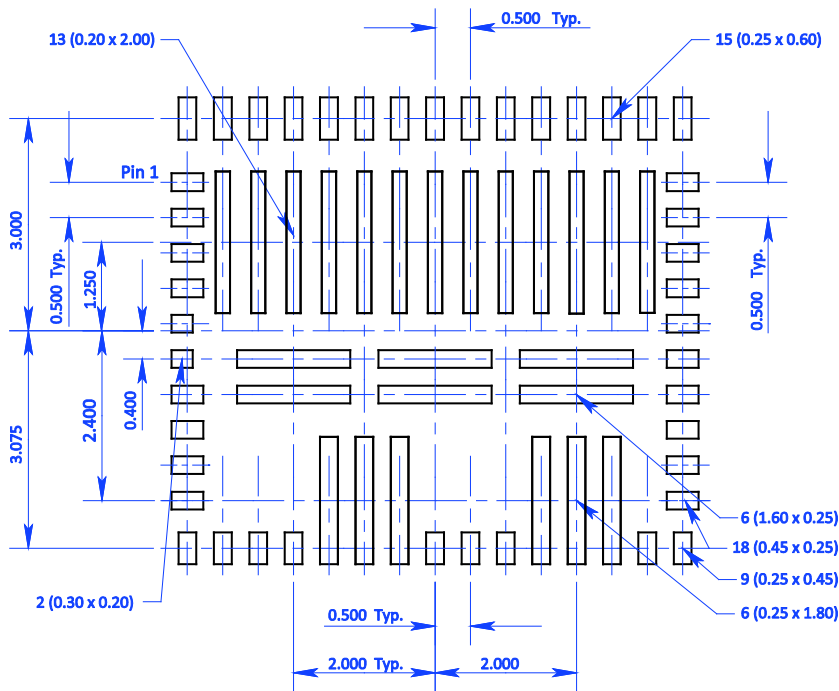 0.500 Typ.
13 (0.20 x 2.00)
15 (0.25 x 0.60)
Pin 1
3.000
0.500 Typ.
1.250
0.500 Typ.
3.075
2.400
0.400
6 (1.60 x 0.25)
18 (0.45 x 0.25)
9 (0.25 x 0.45)
6 (0.25 x 1.80)
2 (0.30 x 0.20)
0.500 Typ.
2.000 Typ.
2.000